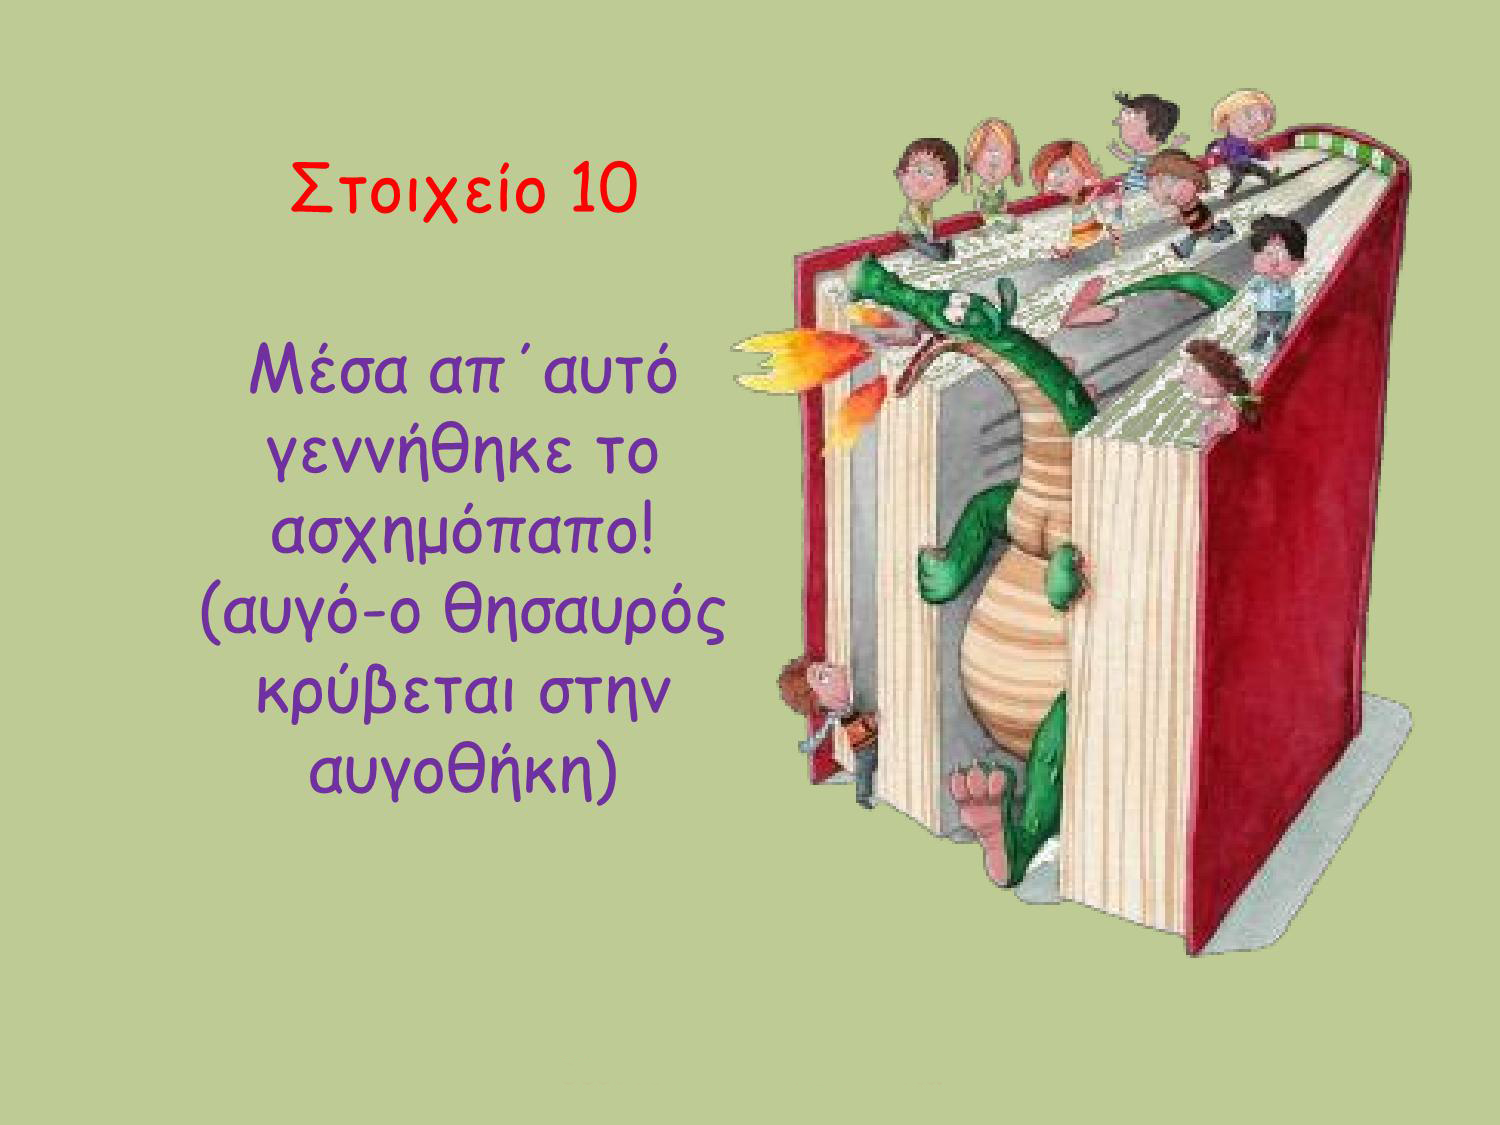 Στοιχείο 10
Μέσα απ΄αυτό
γεννήθηκε το
ασχημόπαπο!
(αυγό-ο θησαυρός
κρύβεται στην
αυγοθήκη)